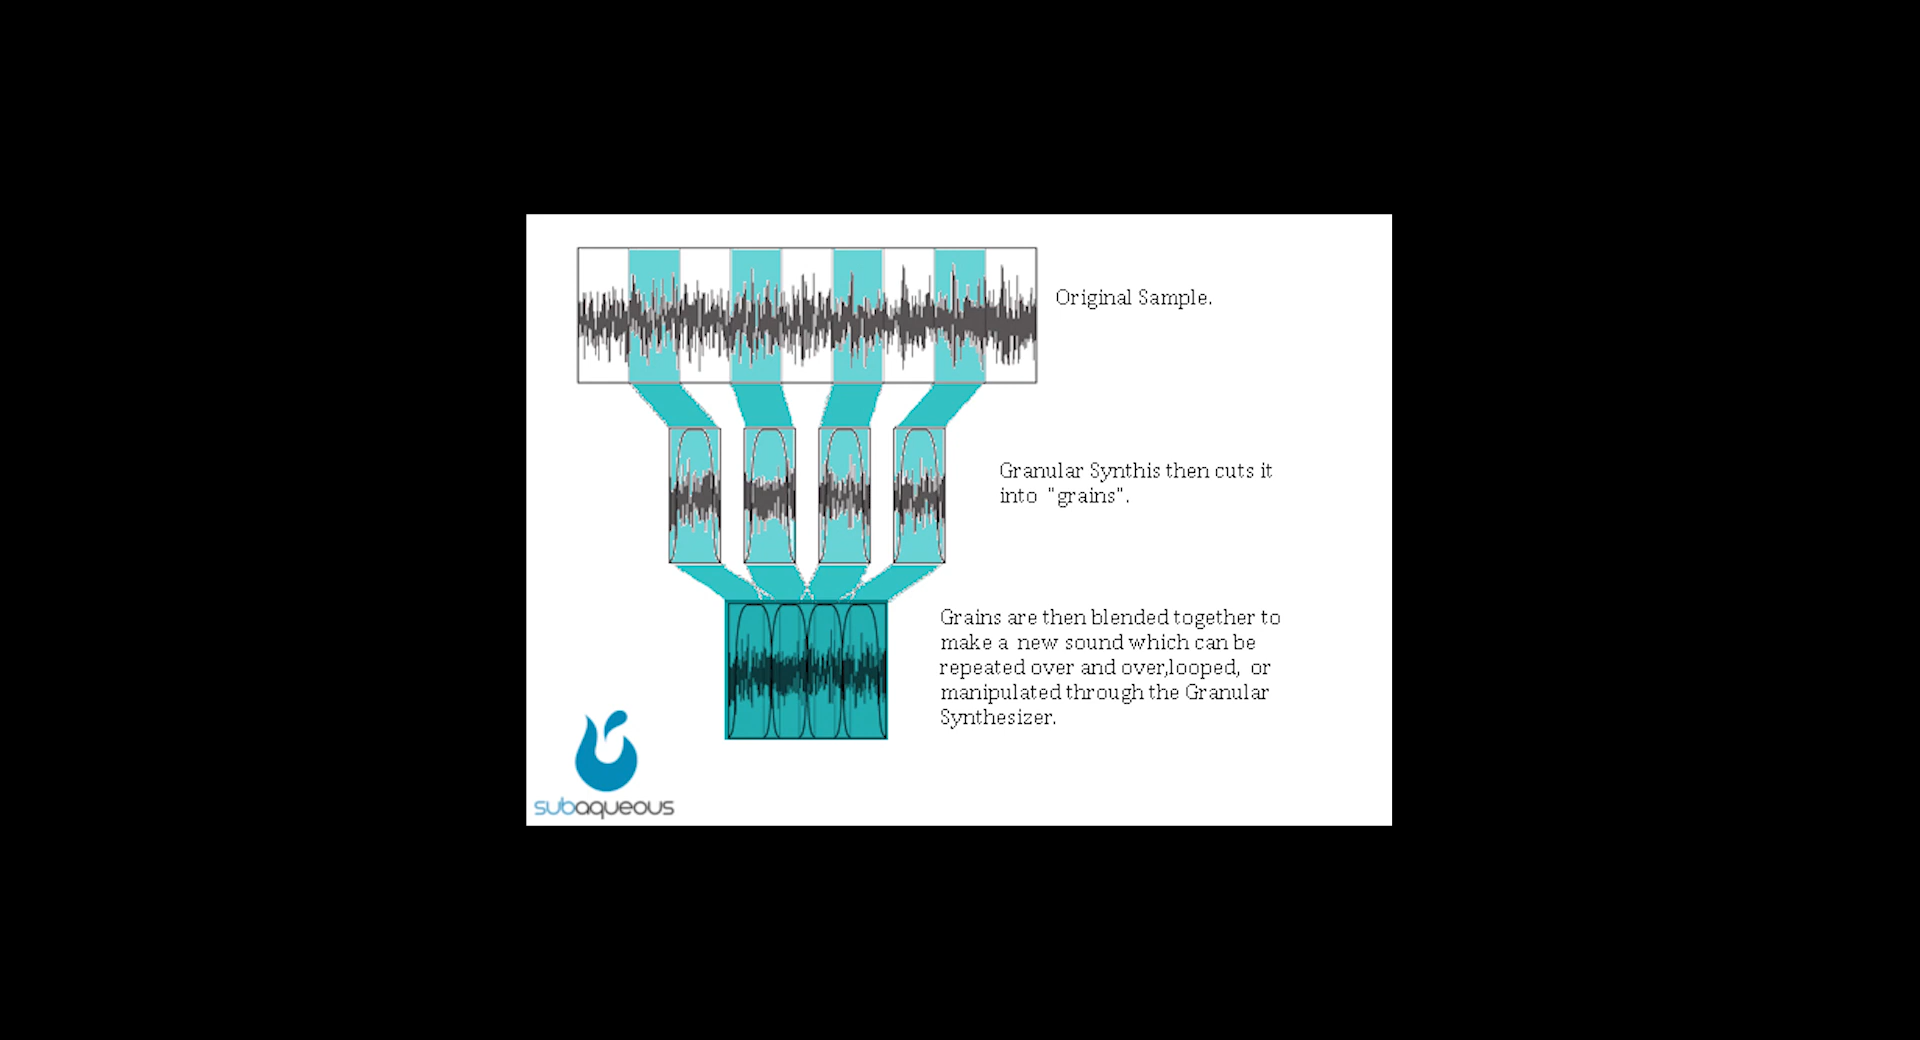 Original Sample.
Granular Synthis then cuts it
into "grains".
Grains are then blended together to
make a new sound which can be
repeated over and over,looped, or
manipulated through the Granular
Synthesizer.
subaqueous